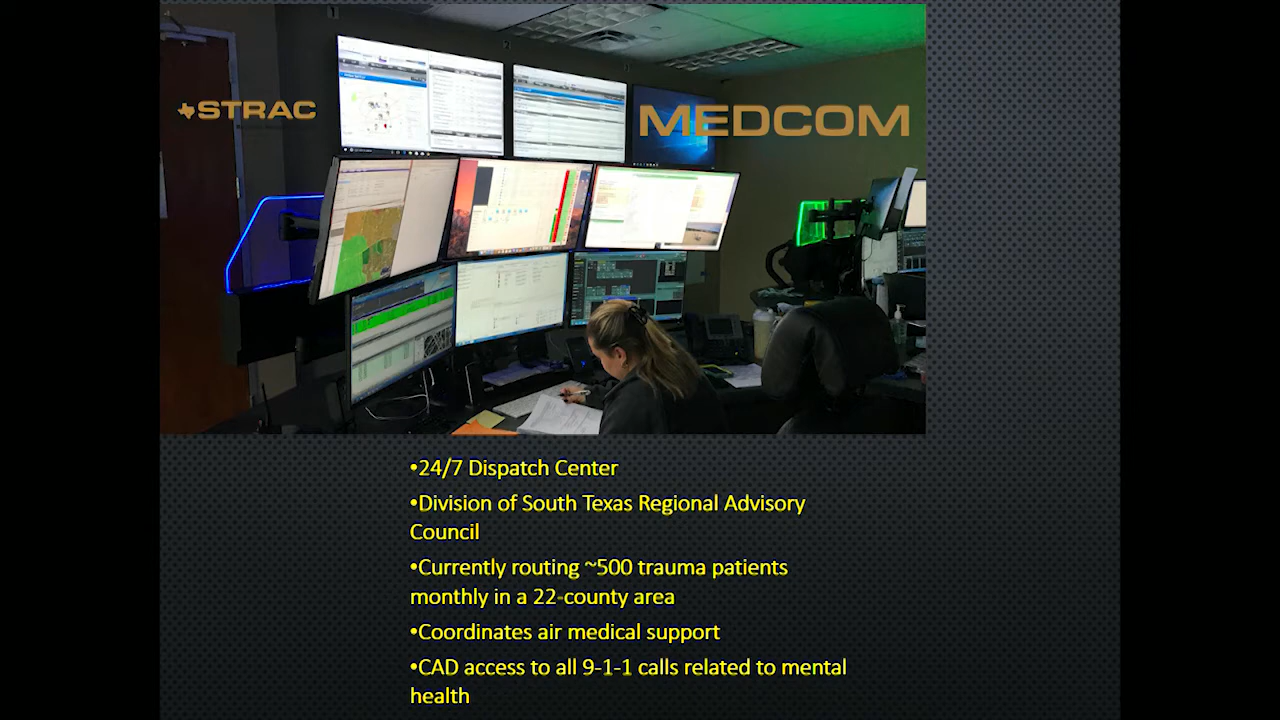 STRAC
MEDCOM
•24/7 Dispatch Center
•Division of South Texas Regional Advisory
Council
•Currently routing ~500 trauma patients
monthly in a 22-county area
•Coordinates air medical support
•CAD access to all 9-1-1 calls related to mental
health